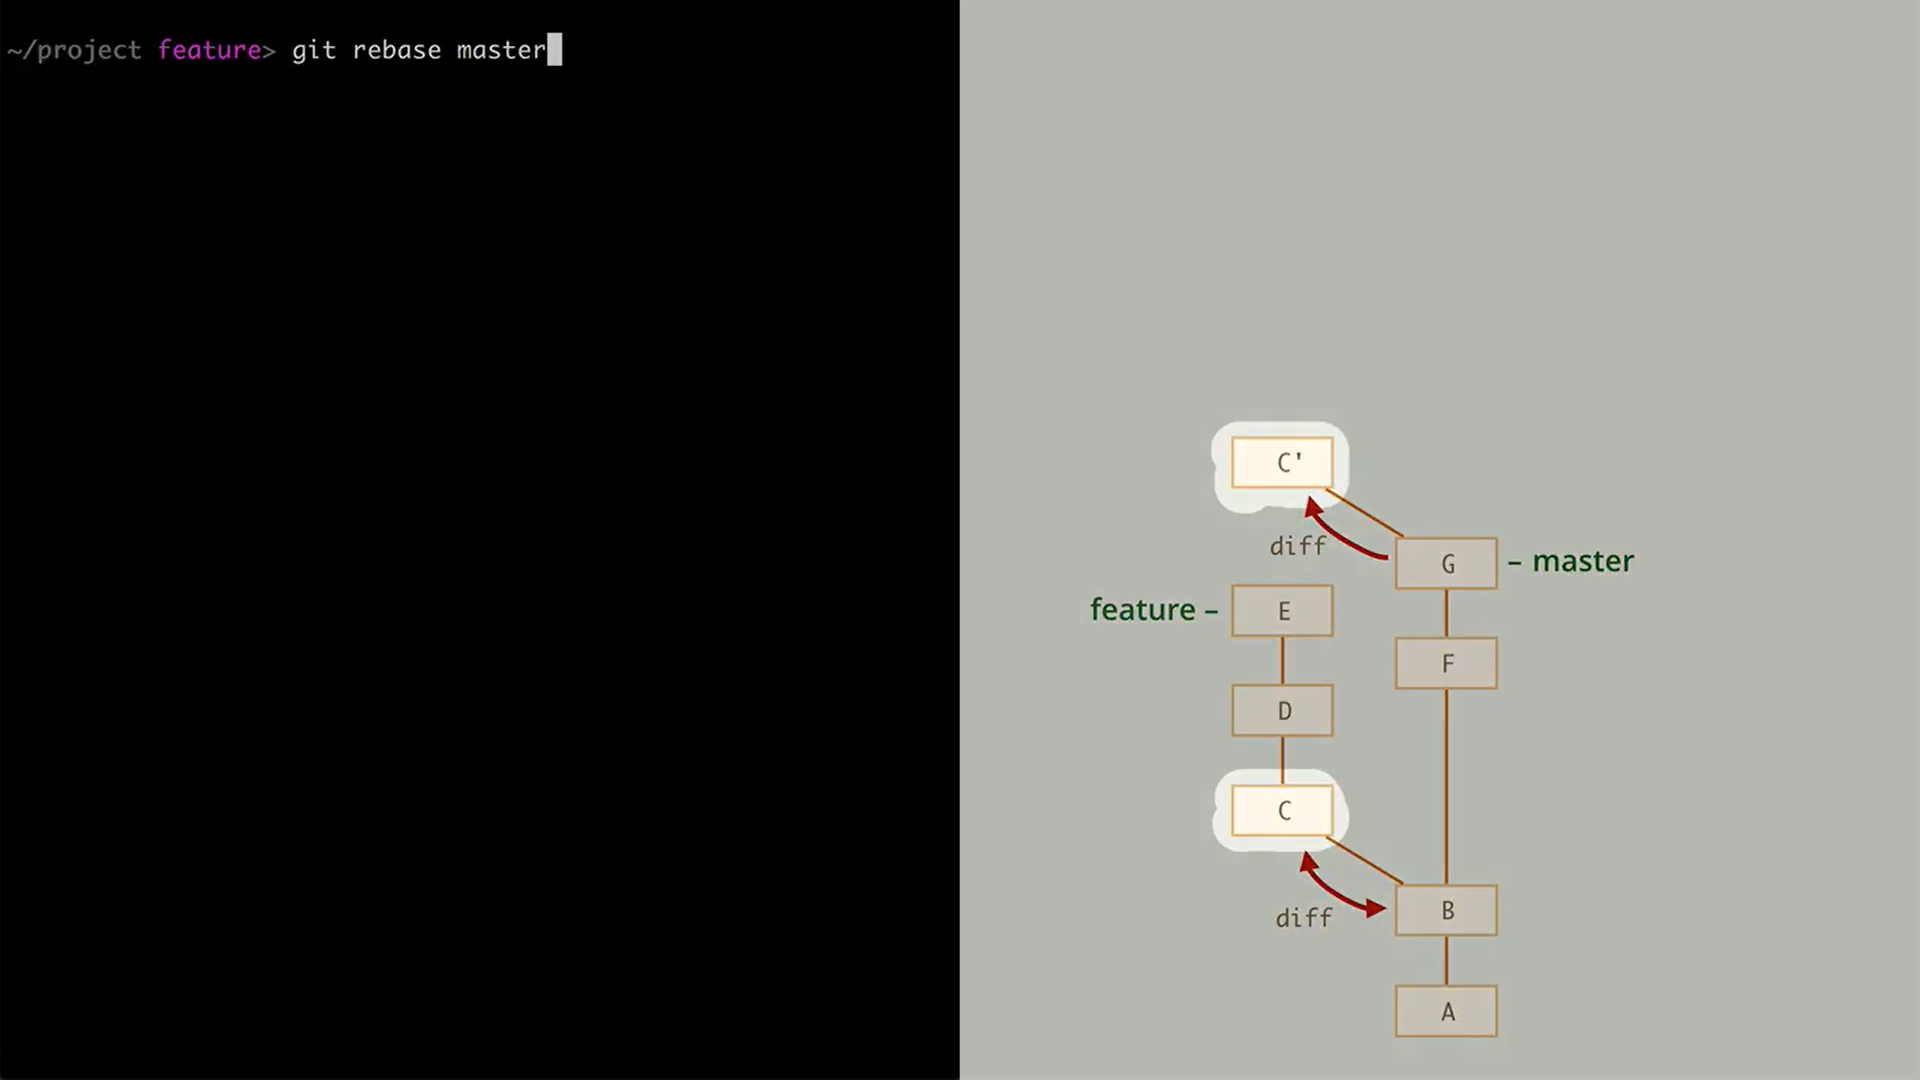 ~/project feature> git rebase master
C'
diff
G – master
feature – E
F
D
C
diff
B
A